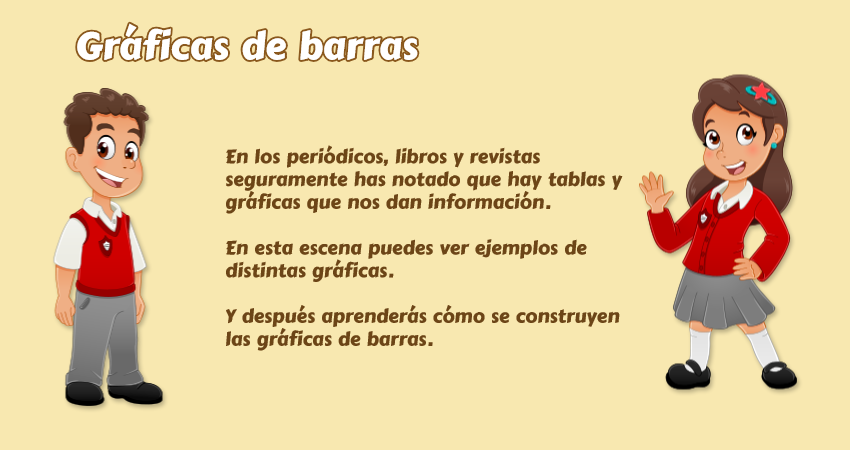 Gráficas de barras
En los periódicos, libros y revistas
seguramente has notado que hay tablas y
gráficas que nos dan información.
En esta escena puedes ver ejemplos de
distintas gráficas.
Y después aprenderás cómo se construyen
las gráficas de barras.